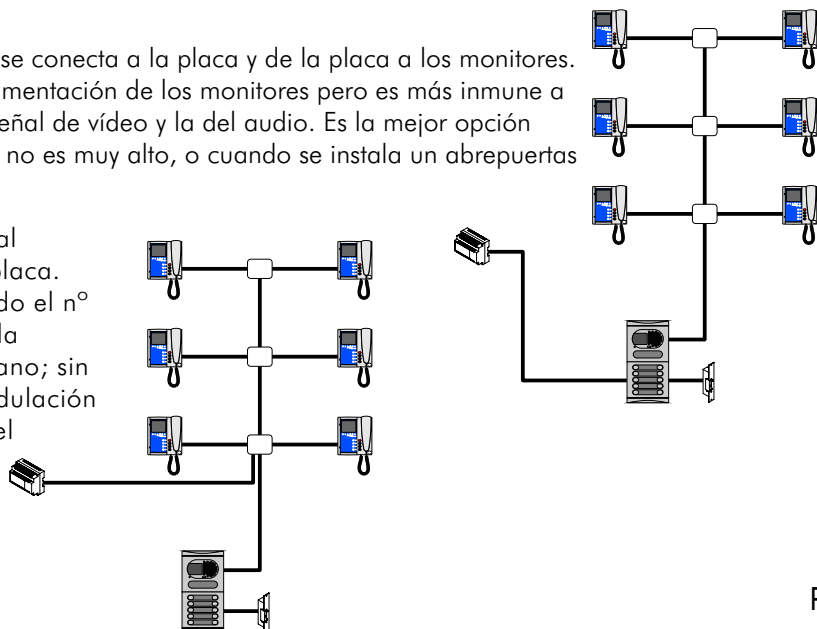 se conecta a la placa y de la placa a los monitores.
mentación de los monitores pero es más inmune a
eñal de vídeo y la del audio. Es la mejor opción
no es muy alto, o cuando se instala un abrepuertas
al
placa.
do el nº
la
ano; sin
dulación
el